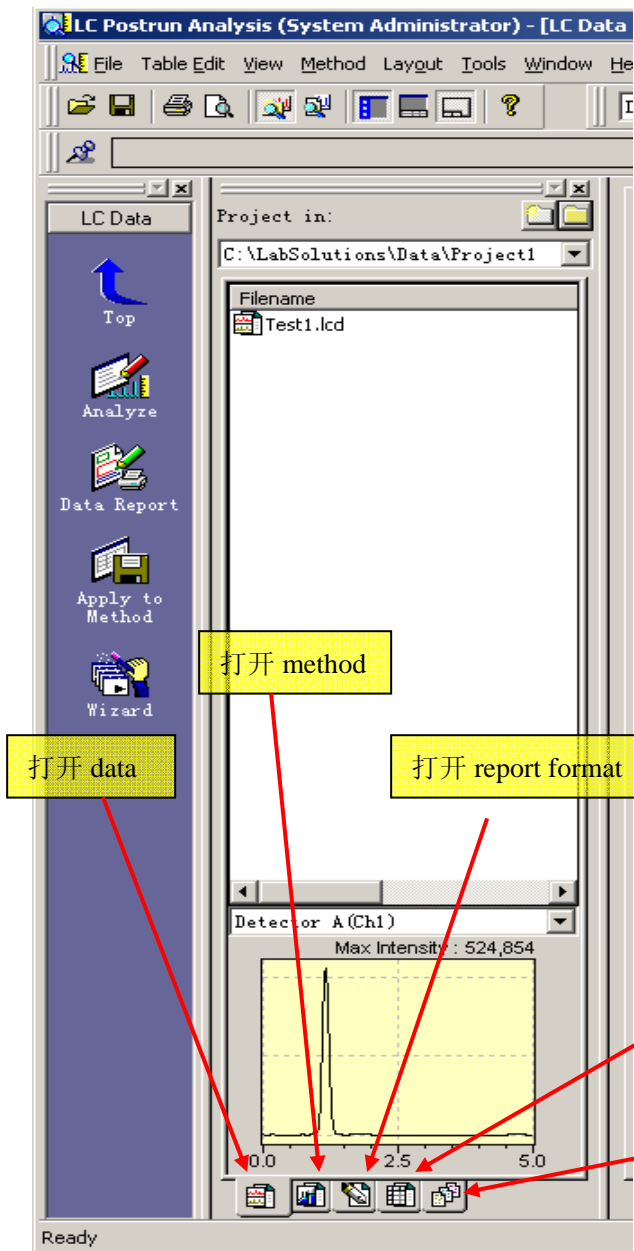 LC Postrun Analysis (System Administrator) - [LC Data
File Table Edit View Method Layout Tools Window He
LC Data
Project in:
C:\LabSolutions\Data\Project1
Filename
Test1.lcd
Top
Analyze
Data Report
Apply to
Method
Wizard
打开 method
打开 data
打开 report format
Detector A(Ch1)
Max Intensity : 524,854
0.0 2.5 5.0
Ready